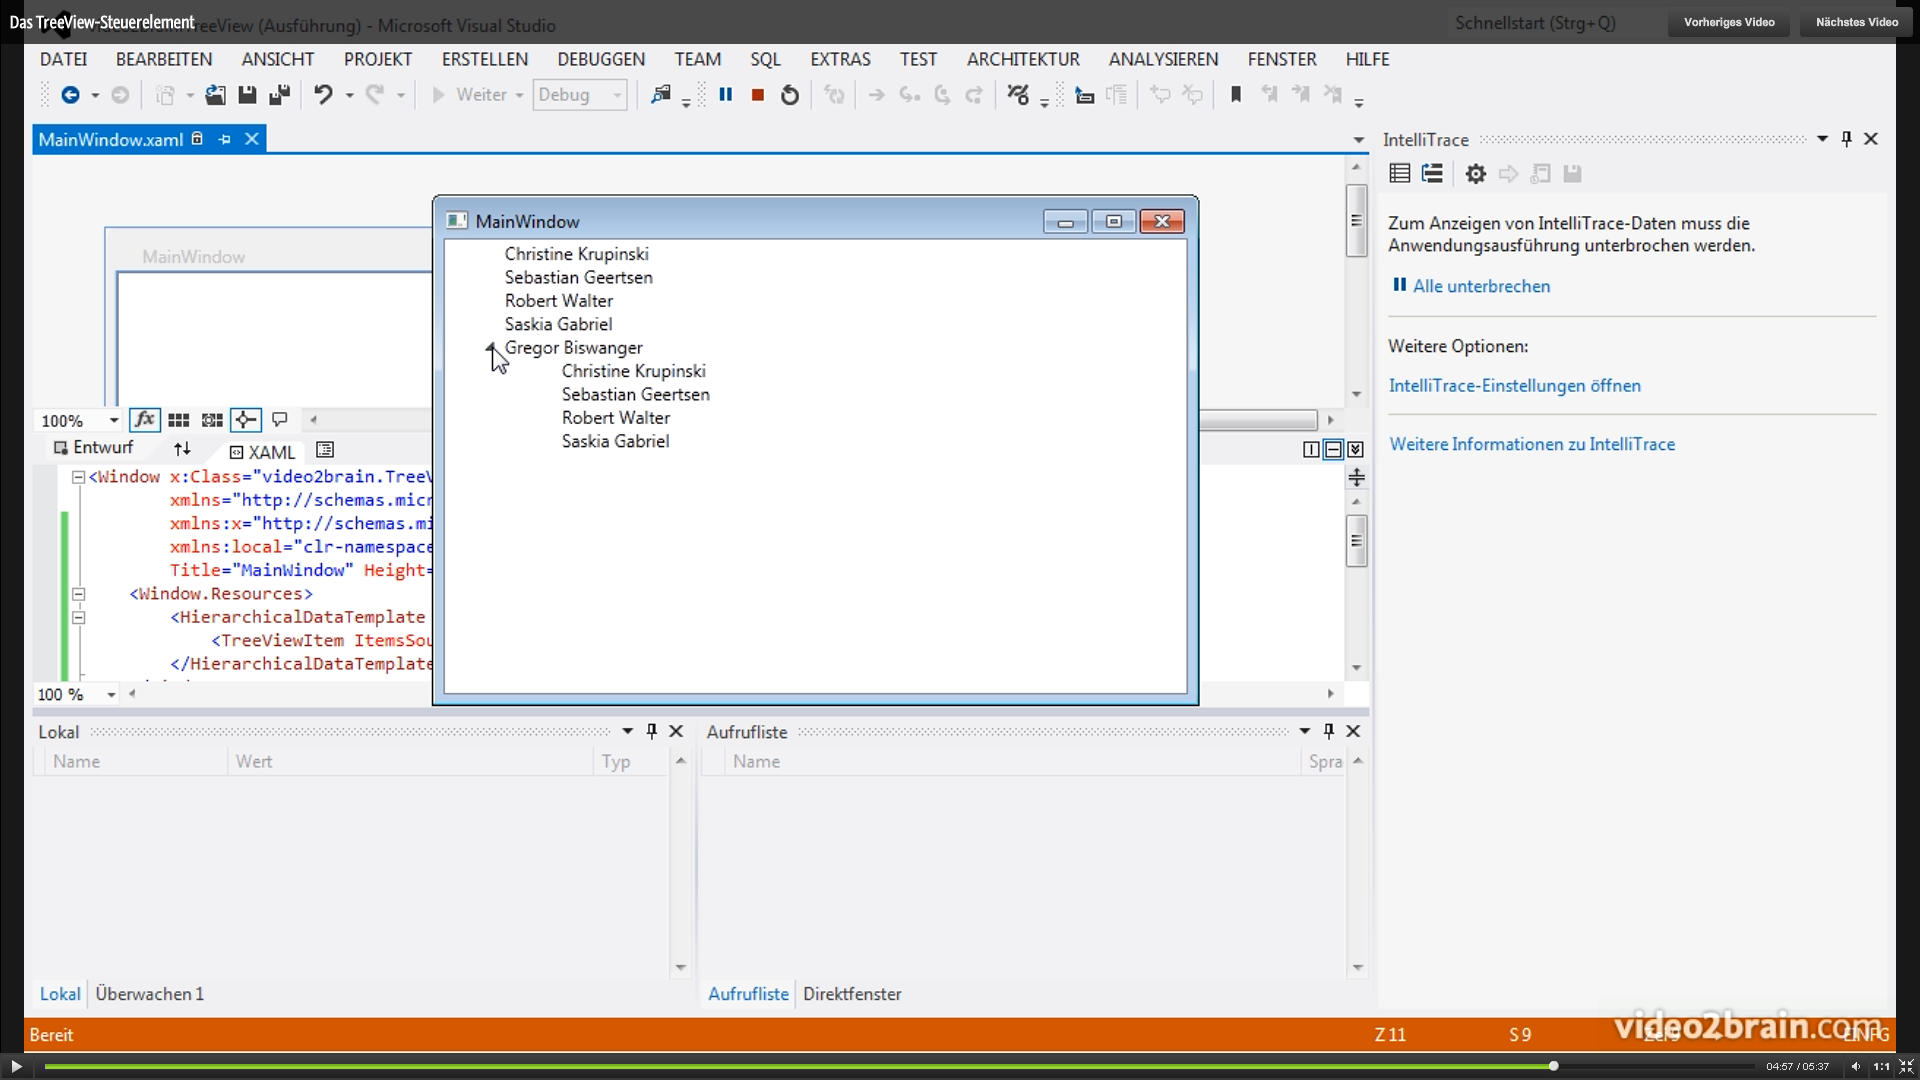 Das TreeView-Steuerelement
TreeView (Ausführung) - Microsoft Visual Studio
Schnellstart (Strg+Q)
Vorheriges Video
Nächstes Video
DATEI BEARBEITEN ANSICHT PROJEKT ERSTELLEN DEBUGGEN TEAM SQL EXTRAS TEST ARCHITEKTUR ANALYSIEREN FENSTER HILFE
Weiter Debug
MainWindow.xaml
MainWindow
MainWindow
Christine Krupinski
Sebastian Geertsen
Robert Walter
Saskia Gabriel
Gregor Biswanger
Christine Krupinski
Sebastian Geertsen
Robert Walter
Saskia Gabriel
100%
Entwurf XAML
<Window x:Class="video2brain.TreeV
xmlns="http://schemas.micr
xmlns:x="http://schemas.mi
xmlns:local="clr-namespace
Title="MainWindow" Height=
<Window.Resources>
<HierarchicalDataTemplate
<TreeViewItem ItemsSou
</HierarchicalDataTemplate
100 %
IntelliTrace
Zum Anzeigen von IntelliTrace-Daten muss die
Anwendungsausführung unterbrochen werden.
Alle unterbrechen
Weitere Optionen:
IntelliTrace-Einstellungen öffnen
Weitere Informationen zu IntelliTrace
Lokal
Name Wert Typ
Lokal Überwachen 1
Aufrufliste
Name Spra
Aufrufliste Direktfenster
Bereit Z 11 S 9 EINFG
video2brain.com
04:57 / 05:37 1:1